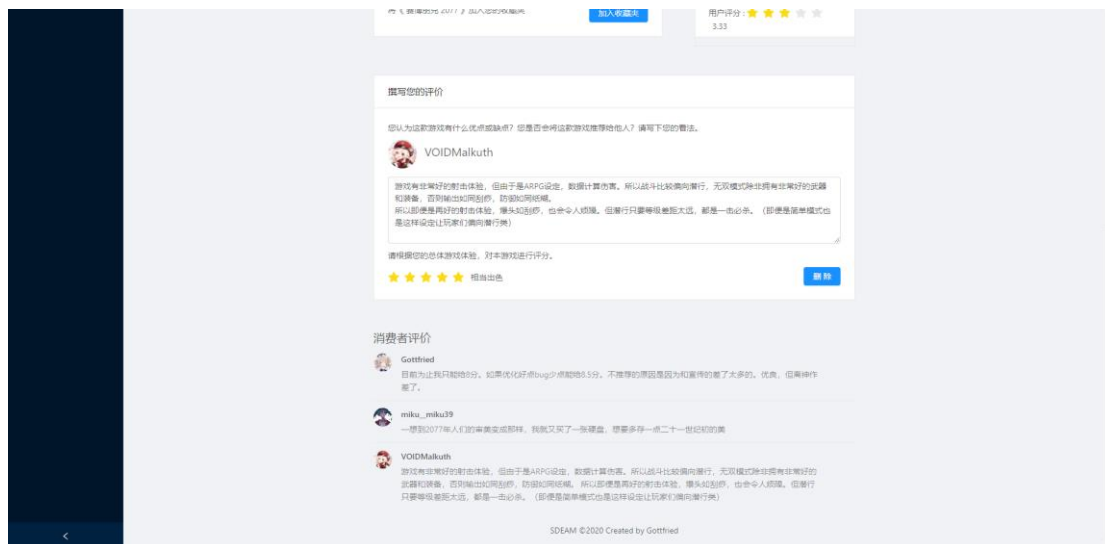 将《赛博朋克 2077 》加入您的收藏夹
加入收藏夹
用户评分:
3.33
撰写您的评价
您认为这款游戏有什么优点或缺点？您是否会将这款游戏推荐给他人？请写下您的看法。
VOIDMalkuth
游戏有非常好的射击体验，但由于是ARPG设定，数据计算伤害。所以战斗比较偏向潜行，无双模式除非拥有非常好的武器
和装备，否则输出如同刮痧，防御如同纸糊。
所以即便是再好的射击体验，爆头如刮痧，也会令人烦躁。但潜行只要等级差距太远，都是一击必杀。（即便是简单模式也
是这样设定让玩家们偏向潜行类）
请根据您的总体游戏体验，对本游戏进行评分。
相当出色
删 除
消费者评价
Gottfried
目前为止我只能给8分。如果优化好点bug少点能给8.5分。不推荐的原因是因为和宣传的差了太多的。优良，但离神作
差了。
miku_miku39
一想到2077年人们的审美变成那样，我就又买了一张硬盘，想要多存一点二十一世纪初的美
VOIDMalkuth
游戏有非常好的射击体验，但由于是ARPG设定，数据计算伤害。所以战斗比较偏向潜行，无双模式除非拥有非常好的
武器和装备，否则输出如同刮痧，防御如同纸糊。 所以即便是再好的射击体验，爆头如刮痧，也会令人烦躁。但潜行
只要等级差距太远，都是一击必杀。（即便是简单模式也是这样设定让玩家们偏向潜行类）
SDEAM ©2020 Created by Gottfried